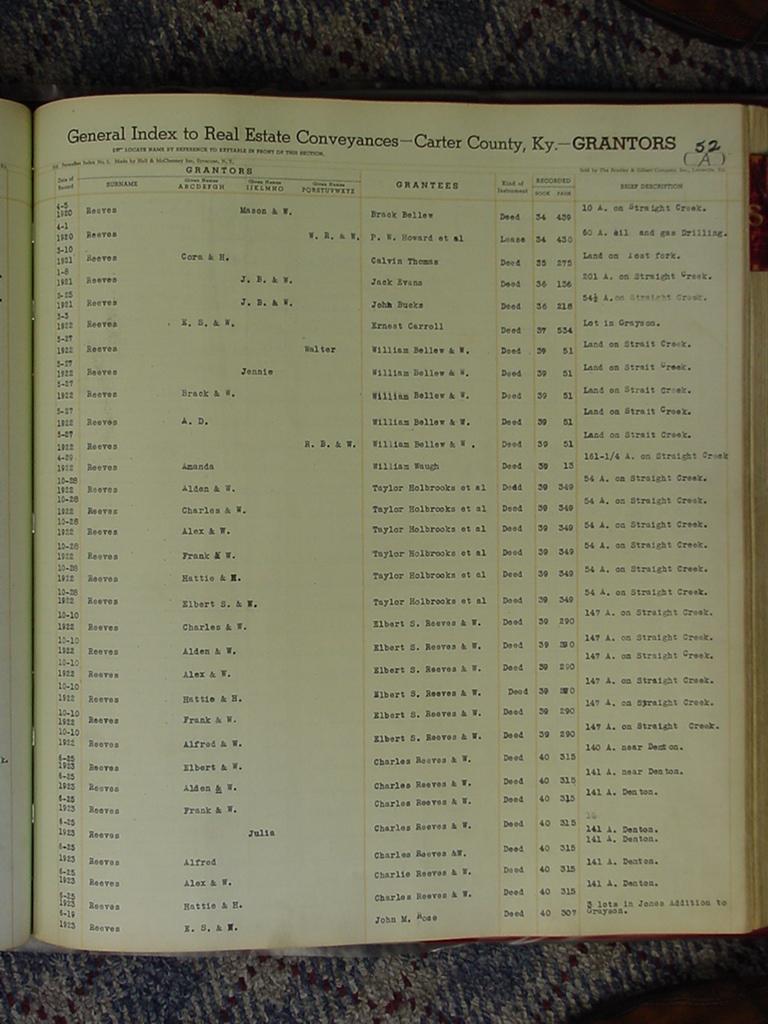 General Index to Real Estate Conveyances—Carter County, Ky.—GRANTORS 52
(A)
LOCATE NAME BY REFERENCE TO KEYTABLE IN FRONT OF THIS SECTION.
GRANTORS
Date of Record SURNAME Given Names ABCDEFGH Given Names IJKLMNO Given Names PQRSTUVWXYZ GRANTEES Kind of Instrument RECORDED BOOK PAGE BRIEF DESCRIPTION
4-5 1920 Reeves Mason & W. Brack Bellew Deed 34 439 10 A. on Straight Creek.
4-1 1920 Reeves W. R. & W. P. W. Howard et al Lease 34 430 60 A. oil and gas Drilling.
3-10 1921 Reeves Cora & H. Calvin Thomas Deed 35 275 Land on fork.
1-8 1921 Reeves J. B. & W. Jack Evans Deed 36 136 201 A. on Straight Creek.
3-25 1921 Reeves J. B. & W. John Bucks Deed 36 218 54½ A. on Straight Creek.
3-3 1922 Reeves E. S. & W. Ernest Carroll Deed 37 534 Lot in Grayson.
5-27 1922 Reeves Walter William Bellew & W. Deed 39 51 Land on Strait Creek.
5-27 1922 Reeves Jennie William Bellew & W. Deed 39 51 Land on Strait Creek.
5-27 1922 Reeves Brack & W. William Bellew & W. Deed 39 51 Land on Strait Creek.
5-27 1922 Reeves A. D. William Bellew & W. Deed 39 51 Land on Strait Creek.
5-27 1922 Reeves R. B. & W. William Bellew & W. Deed 39 51 Land on Strait Creek.
4-29 1922 Reeves Amanda William Waugh Deed 39 13 161-1/4 A. on Straight Creek
10-28 1922 Reeves Alden & W. Taylor Holbrooks et al Dedd 39 349 54 A. on Straight Creek.
10-28 1922 Reeves Charles & W. Taylor Holbrooks et al Deed 39 349 54 A. on Straight Creek.
10-28 1922 Reeves Alex & W. Taylor Holbrooks et al Deed 39 349 54 A. on Straight Creek.
10-28 1922 Reeves Frank & W. Taylor Holbrooks et al Deed 39 349 54 A. on Straight Creek.
10-28 1922 Reeves Hattie & H. Taylor Holbrooks et al Deed 39 349 54 A. on Straight Creek.
10-28 1922 Reeves Elbert S. & W. Taylor Holbrooks et al Deed 39 349 54 A. on Straight Creek.
10-10 1922 Reeves Charles & W. Elbert S. Reeves & W. Deed 39 290 147 A. on Straight Creek.
10-10 1922 Reeves Alden & W. Elbert S. Reeves & W. Deed 39 290 147 A. on Straight Creek.
10-10 1922 Reeves Alex & W. Elbert S. Reeves & W. Deed 39 290 147 A. on Straight Creek.
10-10 1922 Reeves Hattie & H. Elbert S. Reeves & W. Deed 39 290 147 A. on Straight Creek.
10-10 1922 Reeves Frank & W. Elbert S. Reeves & W. Deed 39 290 147 A. on Straight Creek.
10-10 1922 Reeves Alfred & W. Elbert S. Reeves & W. Deed 39 290 147 A. on Straight Creek.
6-25 1923 Reeves Elbert & W. Charles Reeves & W. Deed 40 315 140 A. near Denton.
6-25 1923 Reeves Alden & W. Charles Reeves & W. Deed 40 315 141 A. near Denton.
6-25 1923 Reeves Frank & W. Charles Reeves & W. Deed 40 315 141 A. Denton.
6-25 1923 Reeves Julia Charles Reeves & W. Deed 40 315 141 A. Denton.
6-25 1923 Reeves Alfred Charles Reeves &W. Deed 40 315 141 A. Denton.
6-25 1923 Reeves Alex & W. Charlie Reeves & W. Deed 40 315 141 A. Denton.
6-25 1923 Reeves Hattie & H. Charles Reeves & W. Deed 40 315 141 A. Denton.
6-19 1923 Reeves E. S. & W. John M. Rose Deed 40 307 3 lots in Jones Addition to
Grayson.